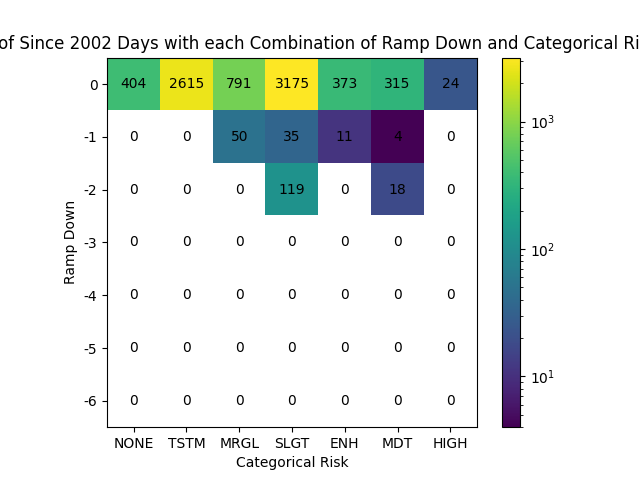 of Since 2002 Days with each Combination of Ramp Down and Categorical Ri
0 404 2615 791 3175 373 315 24
-1 0 0 50 35 11 4 0
-2 0 0 0 119 0 18 0
-3 0 0 0 0 0 0 0
-4 0 0 0 0 0 0 0
-5 0 0 0 0 0 0 0
-6 0 0 0 0 0 0 0
NONE TSTM MRGL SLGT ENH MDT HIGH
Categorical Risk
Ramp Down
10³
10²
10¹